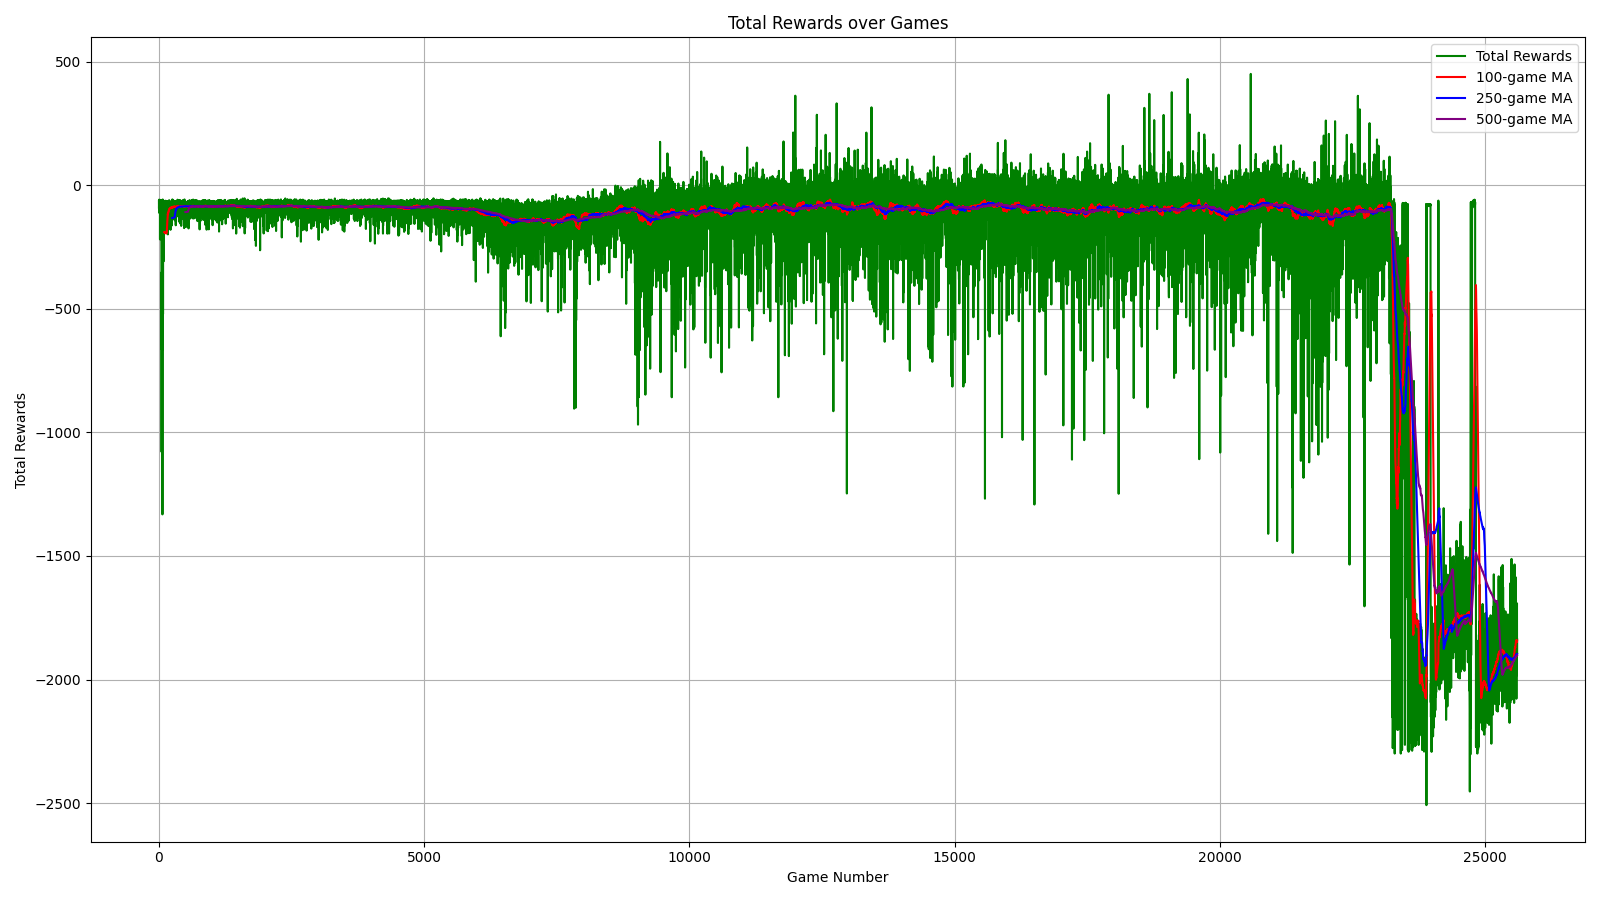 Total Rewards over Games
Total Rewards
100-game MA
250-game MA
500-game MA
500
0
−500
−1000
−1500
−2000
−2500
Total Rewards
0
5000
10000
15000
20000
25000
Game Number